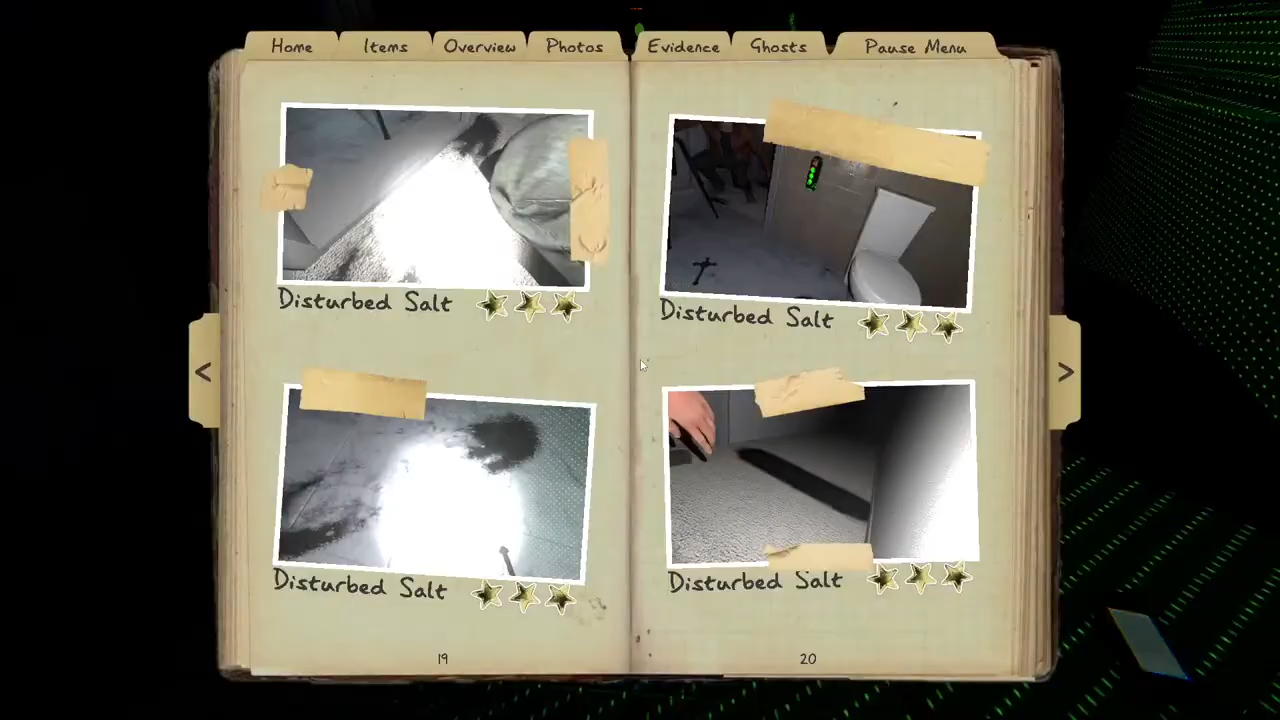 Home Items Overview Photos Evidence Ghosts Pause Menu
Disturbed Salt
Disturbed Salt
Disturbed Salt
Disturbed Salt
< >
19 20